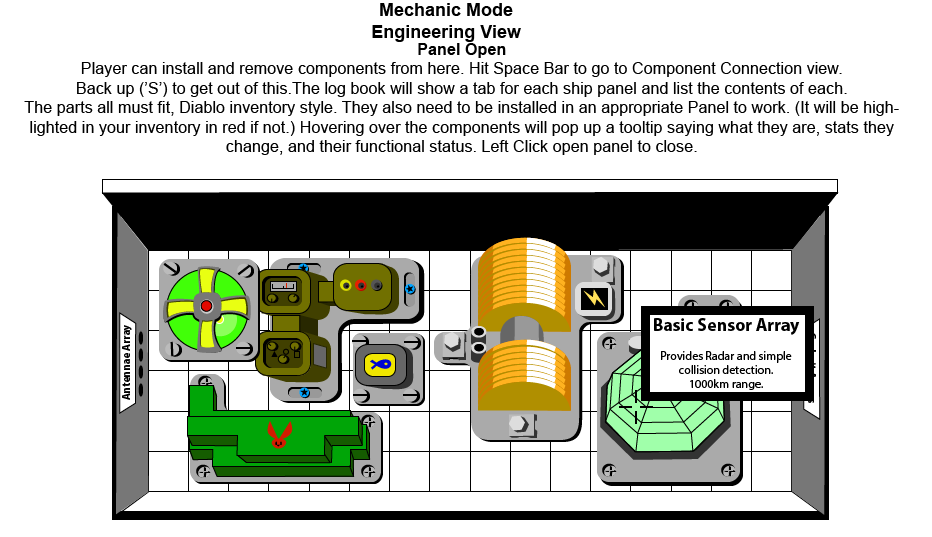 Mechanic Mode
Engineering View
Panel Open
Player can install and remove components from here. Hit Space Bar to go to Component Connection view.
Back up ('S') to get out of this.The log book will show a tab for each ship panel and list the contents of each.
The parts all must fit, Diablo inventory style. They also need to be installed in an appropriate Panel to work. (It will be high-
lighted in your inventory in red if not.) Hovering over the components will pop up a tooltip saying what they are, stats they
change, and their functional status. Left Click open panel to close.
Antennae Array
Basic Sensor Array
Provides Radar and simple
collision detection.
1000km range.